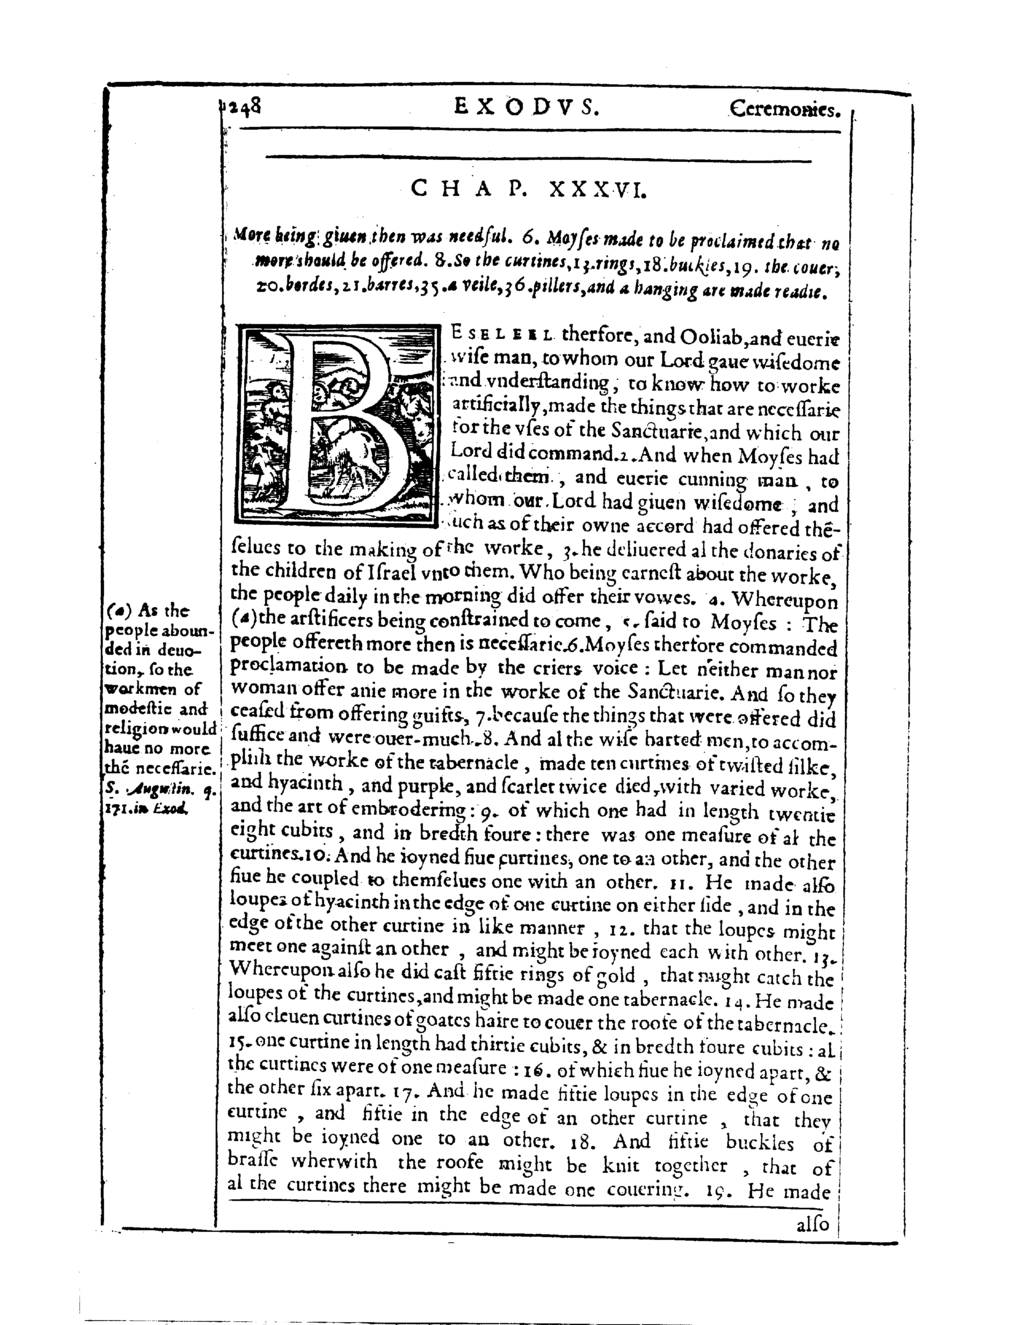 248 EXODVS. Ceremonies.
CHAP. XXXVI.
More being giuen then was needful. 6. Moyses made to be proclaimed that no
more should be offered. 8. So the curtines, 13. rings, 18. buckies, 19. the couer,
20. bordes, 21. barres, 35. a veile, 36. pillers, and a hanging are made readie.
BESELEEL therfore, and Ooliab, and euerie
wiſe man, to whom our Lord gaue wiſedome
and vnderſtanding, to know how to worke
artificially, made the things that are neceſſarie
for the vſes of the Sanctuarie, and which our
Lord did command. 2. And when Moyſes had
called them, and euerie cunning man, to
whom our Lord had giuen wiſedome, and
ſuch as of their owne accord had offered thē-
ſelues to the making of the worke, 3. he deliuered al the donaries of
the children of Iſrael vnto them. Who being earneſt about the worke,
the people daily in the morning did offer their vowes. 4. Whereupon
(a) the artificers being conſtrained to come, 5. ſaid to Moyſes : The
people offereth more then is neceſſarie. 6. Moyſes therfore commanded
proclamation to be made by the criers voice : Let neither man nor
woman offer anie more in the worke of the Sanctuarie. And ſo they
ceaſed from offering guifts, 7. becauſe the things that were offered did
ſuffice and were ouer-much. 8. And al the wiſe harted men, to accom-
pliſh the worke of the tabernacle, made ten curtines of twiſted ſilke,
and hyacinth, and purple, and ſcarlet twice died, with varied worke,
and the art of embrodering : 9. of which one had in length twentie
eight cubits, and in bredth foure : there was one meaſure of al the
curtines. 10. And he ioyned fiue curtines, one to an other, and the other
fiue he coupled to themſelues one with an other. 11. He made alſo
loupes of hyacinth in the edge of one curtine on either ſide, and in the
edge of the other curtine in like manner, 12. that the loupes might
meet one againſt an other, and might be ioyned each with other. 13.
Whereupon alſo he did caſt fiftie rings of gold, that might catch the
loupes of the curtines, and might be made one tabernacle. 14. He made
alſo eleuen curtines of goates haire to couer the roofe of the tabernacle.
15. one curtine in length had thirtie cubits, & in bredth foure cubits : al
the curtines were of one meaſure : 16. of which fiue he ioyned apart, &
the other ſix apart. 17. And he made fiftie loupes in the edge of one
curtine, and fiftie in the edge of an other curtine, that they
might be ioyned one to an other. 18. And fiftie buckles of
braſſe wherwith the roofe might be knit together, that of
al the curtines there might be made one couering. 19. He made
alſo
(a) As the
people aboun-
ded in deuo-
tion, ſo the
workmen of
modeſtie and
religion would
haue no more
thē neceſſarie.
S. Auguſtin. q.
171. in Exod.